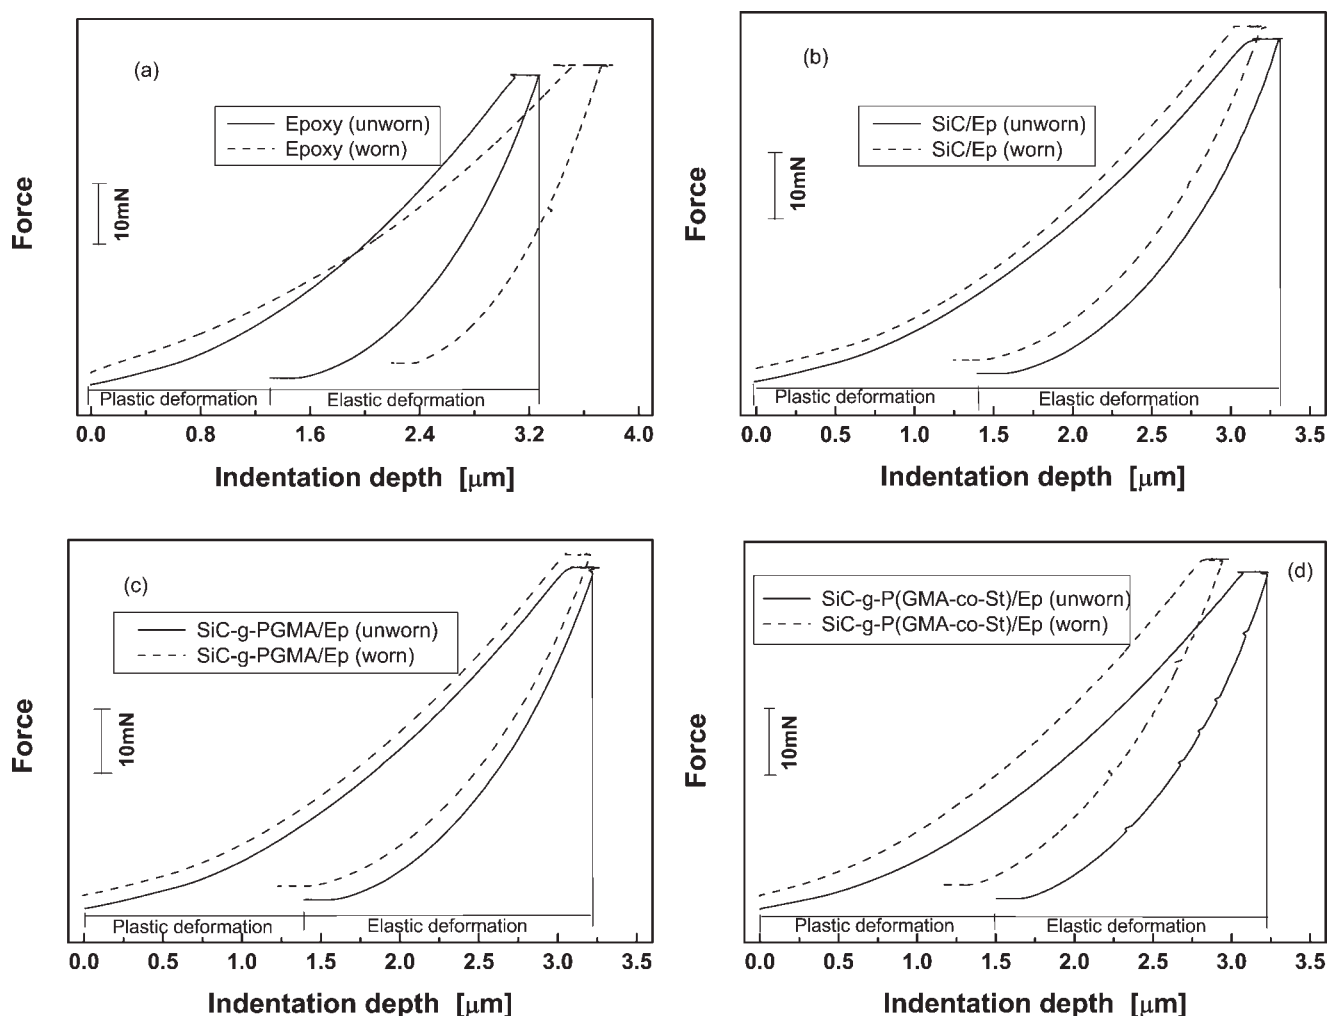 (a)
Epoxy (unworn)
Epoxy (worn)
10mN
Force
Plastic deformation
Elastic deformation
0.0 0.8 1.6 2.4 3.2 4.0
Indentation depth [μm]
(b)
SiC/Ep (unworn)
SiC/Ep (worn)
10mN
Force
Plastic deformation
Elastic deformation
0.0 0.5 1.0 1.5 2.0 2.5 3.0 3.5
Indentation depth [μm]
(c)
SiC-g-PGMA/Ep (unworn)
SiC-g-PGMA/Ep (worn)
10mN
Force
Plastic deformation
Elastic deformation
0.0 0.5 1.0 1.5 2.0 2.5 3.0 3.5
Indentation depth [μm]
(d)
SiC-g-P(GMA-co-St)/Ep (unworn)
SiC-g-P(GMA-co-St)/Ep (worn)
10mN
Force
Plastic deformation
Elastic deformation
0.0 0.5 1.0 1.5 2.0 2.5 3.0 3.5
Indentation depth [μm]